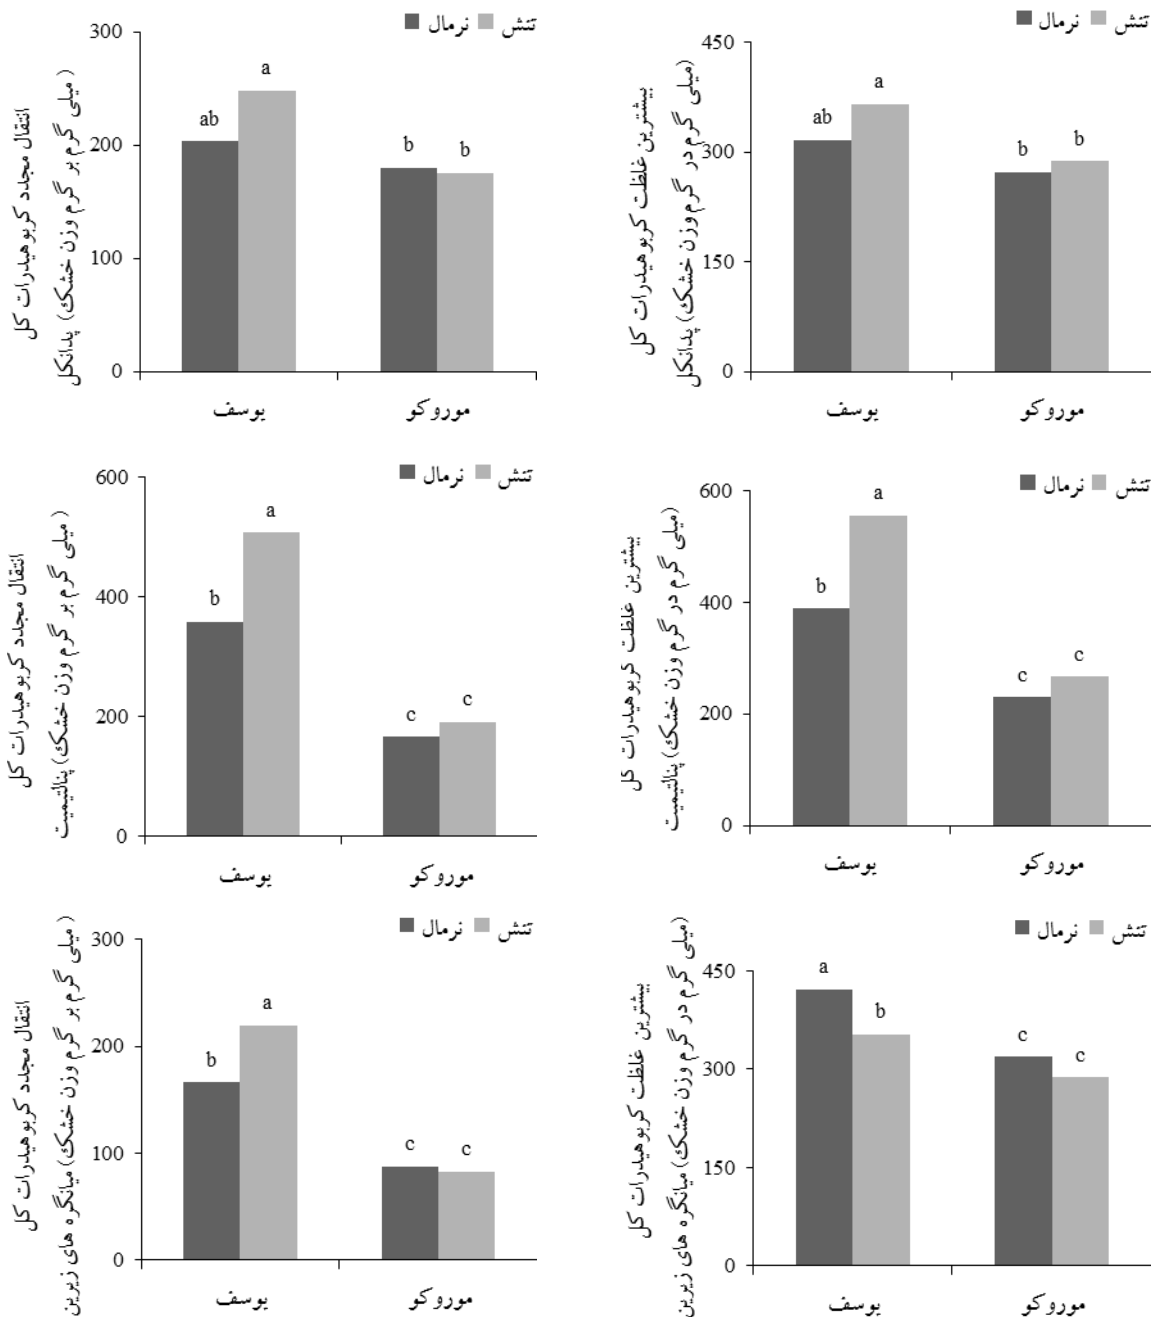 نرمال تنش
بیشترین غلظت کربوهیدرات کل
(میلی گرم در گرم وزن خشک) پدانکل
450
300
150
0
ab
a
b
b
یوسف
موروکو
نرمال تنش
انتقال مجدد کربوهیدرات کل
(میلی گرم بر گرم وزن خشک) پدانکل
300
200
100
0
ab
a
b
b
یوسف
موروکو
نرمال تنش
بیشترین غلظت کربوهیدرات کل
(میلی گرم در گرم وزن خشک) پنالتیمیت
600
400
200
0
b
a
c
c
یوسف
موروکو
نرمال تنش
انتقال مجدد کربوهیدرات کل
(میلی گرم بر گرم وزن خشک) پنالتیمیت
600
400
200
0
b
a
c
c
یوسف
موروکو
نرمال تنش
بیشترین غلظت کربوهیدرات کل
(میلی گرم در گرم وزن خشک) میانگره های زیرین
450
300
150
0
a
b
c
c
یوسف
موروکو
نرمال تنش
انتقال مجدد کربوهیدرات کل
(میلی گرم بر گرم وزن خشک) میانگره های زیرین
300
200
100
0
b
a
c
c
یوسف
موروکو